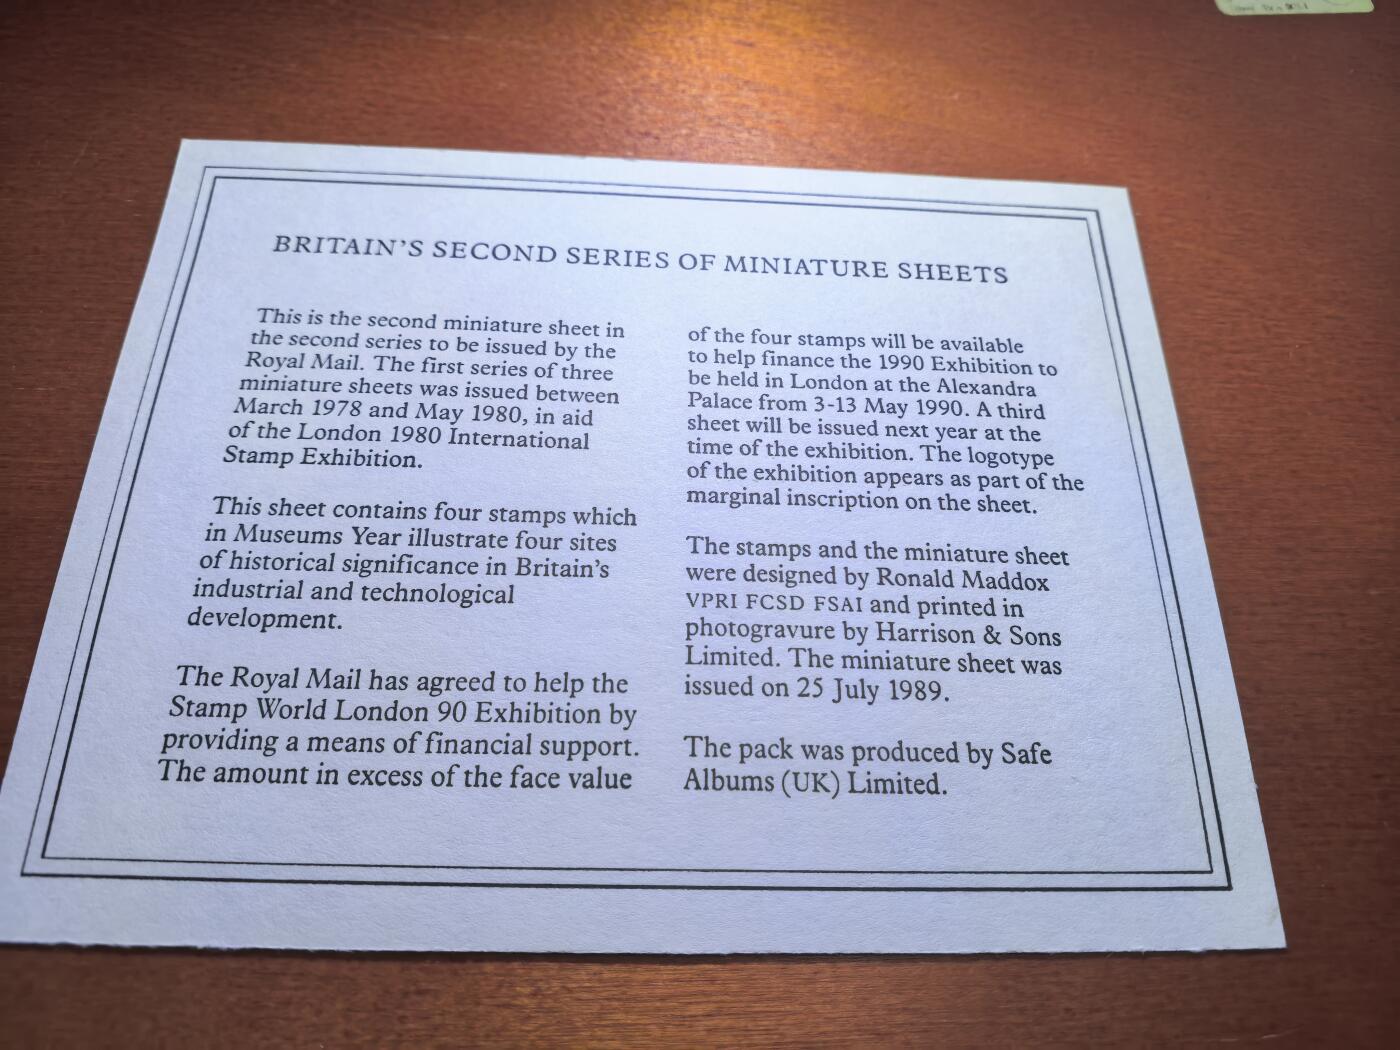 BRITAIN'S SECOND SERIES OF MINIATURE SHEETS
This is the second miniature sheet in
the second series to be issued by the
Royal Mail. The first series of three
miniature sheets was issued between
March 1978 and May 1980, in aid
of the London 1980 International
Stamp Exhibition.
This sheet contains four stamps which
in Museums Year illustrate four sites
of historical significance in Britain's
industrial and technological
development.
The Royal Mail has agreed to help the
Stamp World London 90 Exhibition by
providing a means of financial support.
The amount in excess of the face value
of the four stamps will be available
to help finance the 1990 Exhibition to
be held in London at the Alexandra
Palace from 3-13 May 1990. A third
sheet will be issued next year at the
time of the exhibition. The logotype
of the exhibition appears as part of the
marginal inscription on the sheet.
The stamps and the miniature sheet
were designed by Ronald Maddox
VPRI FCSD FSAI and printed in
photogravure by Harrison & Sons
Limited. The miniature sheet was
issued on 25 July 1989.
The pack was produced by Safe
Albums (UK) Limited.